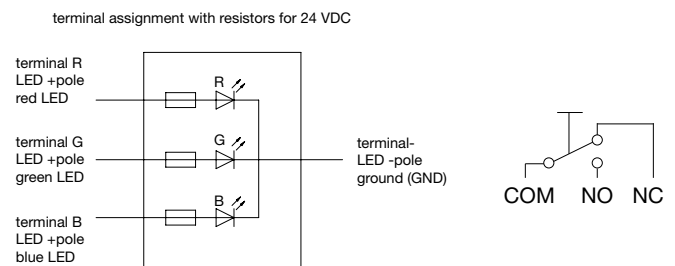 terminal assignment with resistors for 24 VDC
terminal R
LED +pole
red LED
R
terminal G
LED +pole
green LED
G
terminal B
LED +pole
blue LED
B
terminal-
LED -pole
ground (GND)
COM NO NC